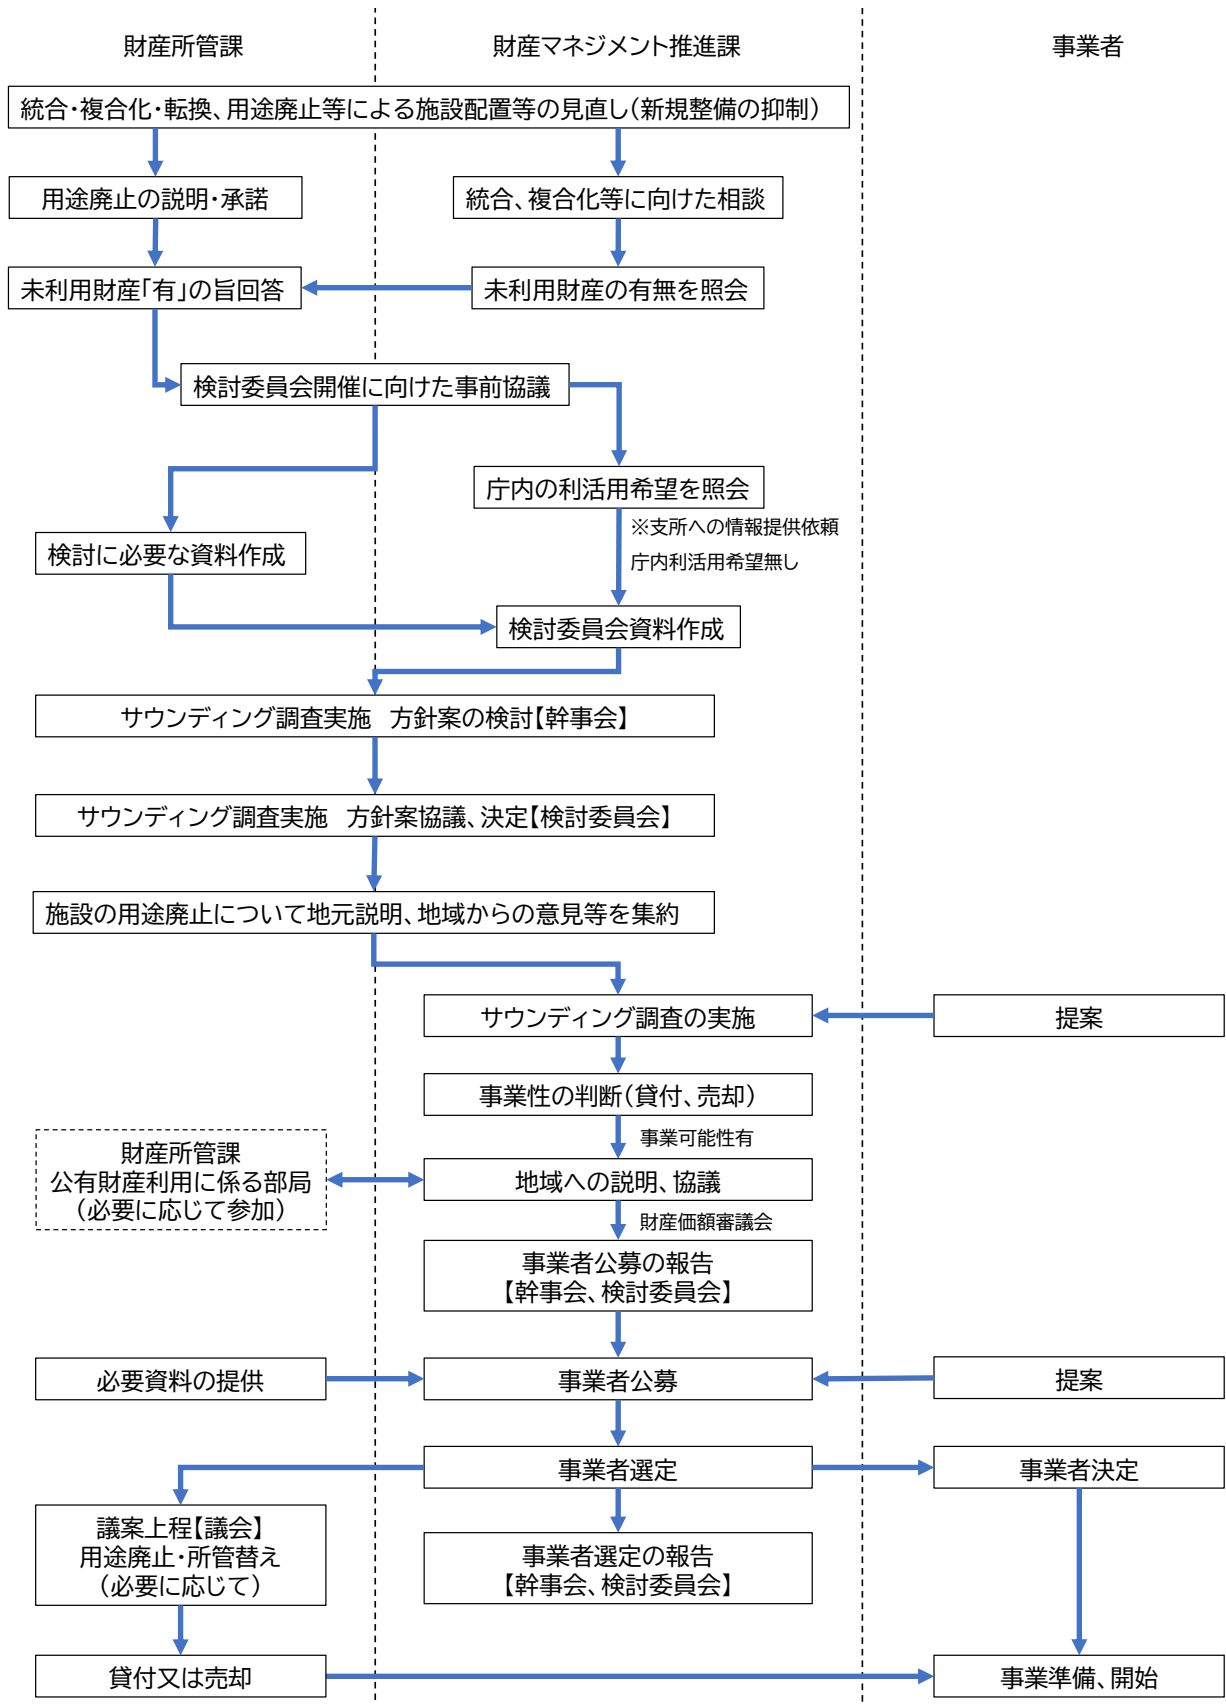 財産所管課
財産マネジメント推進課
事業者
統合・複合化・転換、用途廃止等による施設配置等の見直し（新規整備の抑制）
用途廃止の説明・承諾
統合、複合化等に向けた相談
未利用財産「有」の旨回答
未利用財産の有無を照会
検討委員会開催に向けた事前協議
庁内の利活用希望を照会
※支所への情報提供依頼
庁内利活用希望無し
検討に必要な資料作成
検討委員会資料作成
サウンディング調査実施　方針案の検討【幹事会】
サウンディング調査実施　方針案協議、決定【検討委員会】
施設の用途廃止について地元説明、地域からの意見等を集約
サウンディング調査の実施
提案
事業性の判断（貸付、売却）
事業可能性有
財産所管課
公有財産利用に係る部局
（必要に応じて参加）
地域への説明、協議
財産価額審議会
事業者公募の報告
【幹事会、検討委員会】
必要資料の提供
事業者公募
提案
事業者選定
事業者決定
議案上程【議会】
用途廃止・所管替え
（必要に応じて）
事業者選定の報告
【幹事会、検討委員会】
貸付又は売却
事業準備、開始